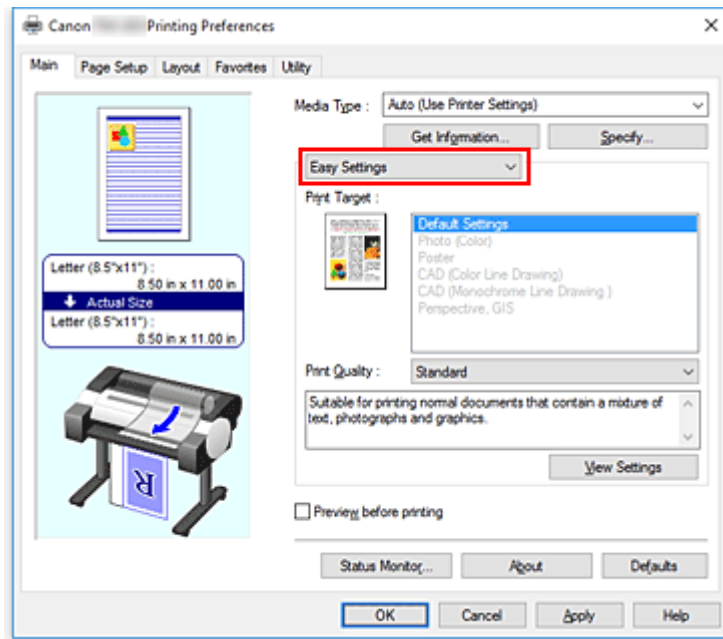 Canon Printing Preferences
Main Page Setup Layout Favorites Utility
Media Type : Auto (Use Printer Settings)
Get Information... Specify...
Easy Settings
Print Target :
Default Settings
Photo (Color)
Poster
CAD (Color Line Drawing)
CAD (Monochrome Line Drawing )
Perspective, GIS
Letter (8.5"x11") :
8.50 in x 11.00 in
Actual Size
Letter (8.5"x11") :
8.50 in x 11.00 in
R
Print Quality : Standard
Suitable for printing normal documents that contain a mixture of
text, photographs and graphics.
View Settings
Preview before printing
Status Monitor... About Defaults
OK Cancel Apply Help